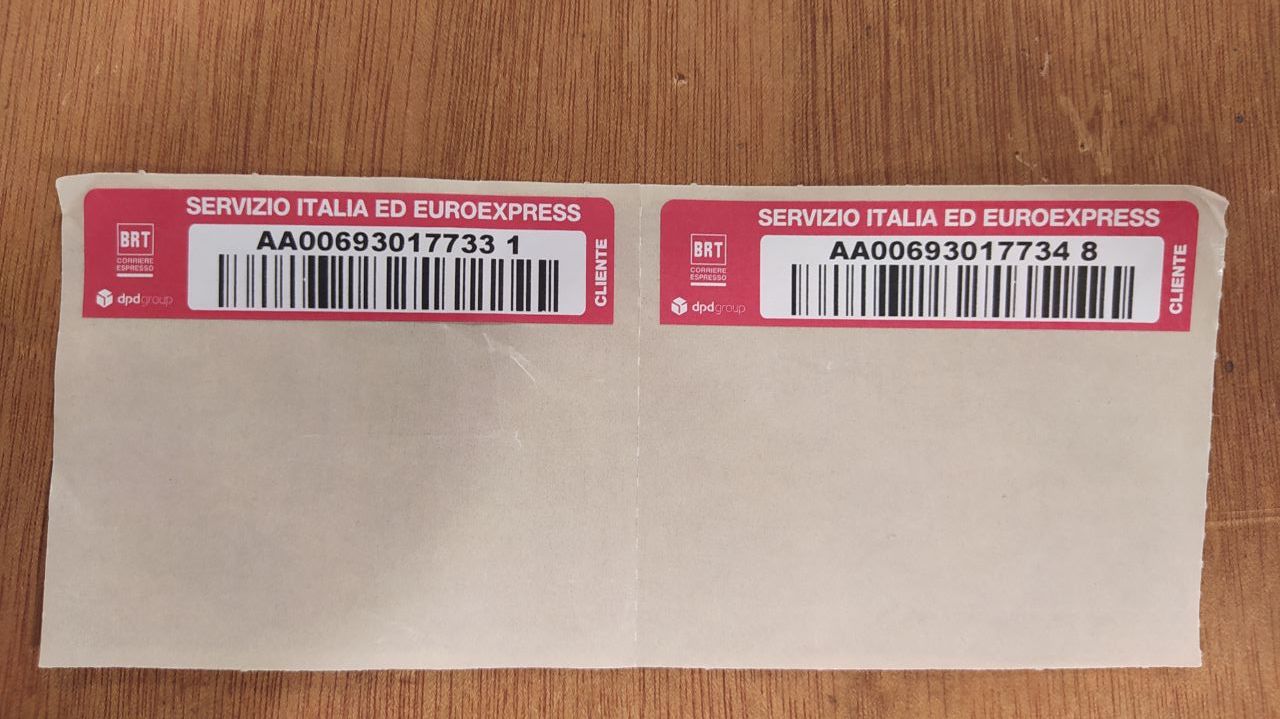 SERVIZIO ITALIA ED EUROEXPRESS
BRT
CORRIERE
ESPRESSO
dpdgroup
AA00693017733 1
CLIENTE
SERVIZIO ITALIA ED EUROEXPRESS
BRT
CORRIERE
ESPRESSO
dpdgroup
AA00693017734 8
CLIENTE